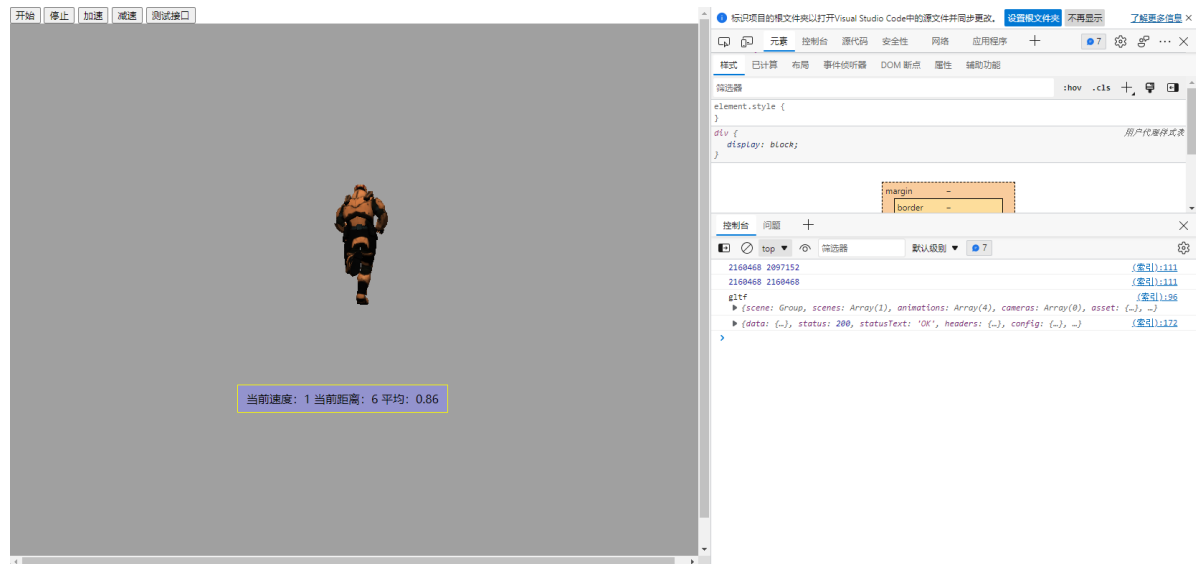 开始 停止 加速 减速 测试接口
当前速度：1 当前距离：6 平均：0.86
标识项目的根文件夹以打开Visual Studio Code中的源文件并同步更改。 设置根文件夹 不再显示 了解更多信息
元素 控制台 源代码 安全性 网络 应用程序 7
样式 已计算 布局 事件侦听器 DOM 断点 属性 辅助功能
筛选器 :hov .cls
element.style {
}
div { 用户代理样式表
display: block;
}
margin –
border –
控制台 问题
top 筛选器 默认级别 7
2160468 2097152 (索引):111
2160468 2160468 (索引):111
gltf (索引):96
{scene: Group, scenes: Array(1), animations: Array(4), cameras: Array(0), asset: {…}, …}
{data: {…}, status: 200, statusText: 'OK', headers: {…}, config: {…}, …} (索引):172